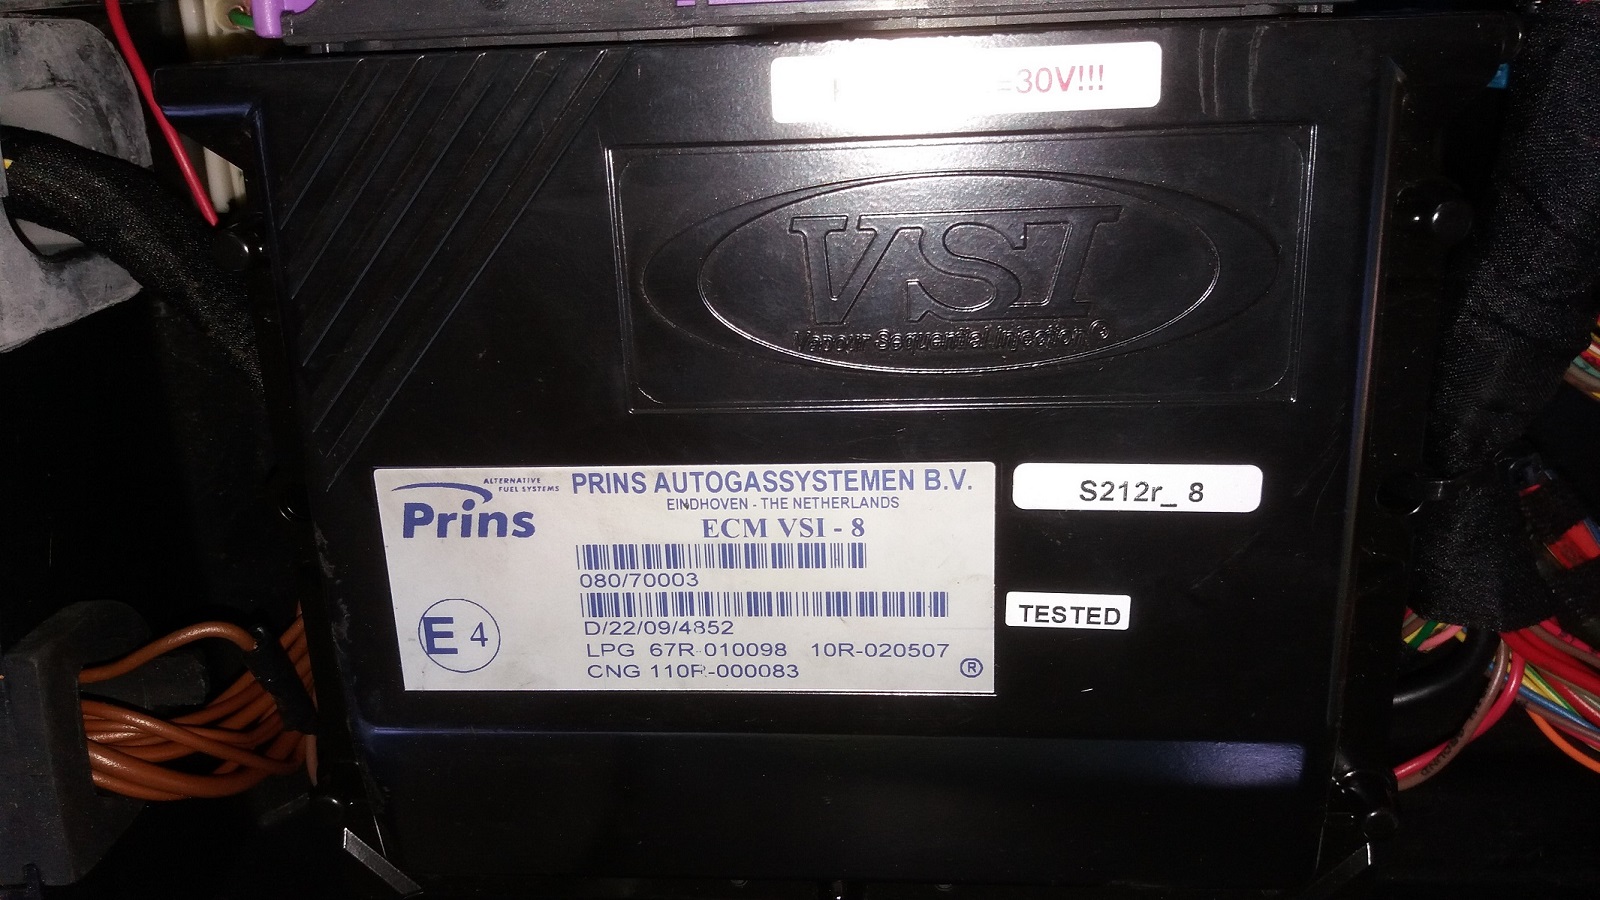 =30V!!!
VSI
Vapour Sequential Injection ®
ALTERNATIVE
FUEL SYSTEMS
Prins
PRINS AUTOGASSYSTEMEN B.V.
EINDHOVEN - THE NETHERLANDS
ECM VSI - 8
080/70003
D/22/09/4852
LPG 67R-010098 10R-020507
CNG 110R-000083
®
E 4
S212r_ 8
TESTED